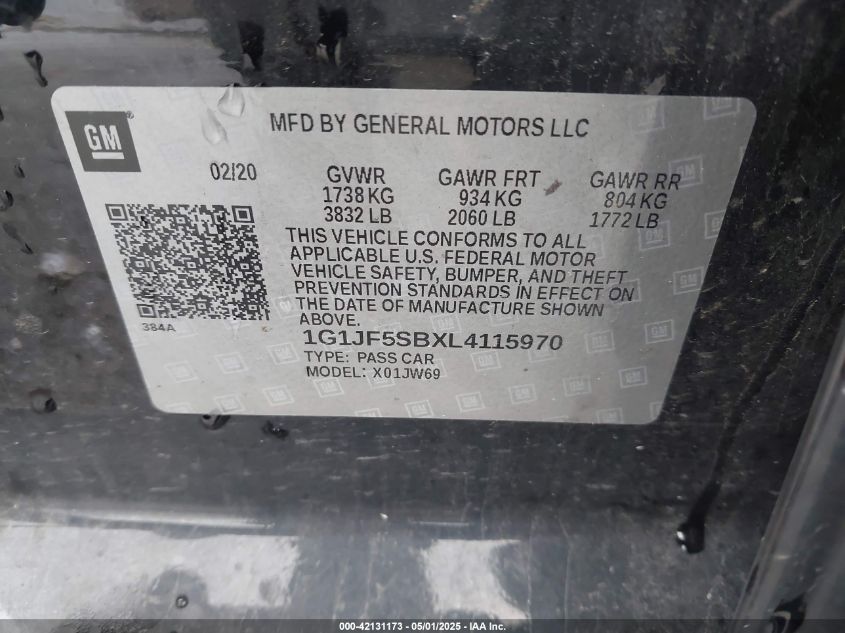 GM
MFD BY GENERAL MOTORS LLC
02/20
GVWR GAWR FRT GAWR RR
1738 KG 934 KG 804 KG
3832 LB 2060 LB 1772 LB
THIS VEHICLE CONFORMS TO ALL
APPLICABLE U.S. FEDERAL MOTOR
VEHICLE SAFETY, BUMPER, AND THEFT
PREVENTION STANDARDS IN EFFECT ON
THE DATE OF MANUFACTURE SHOWN
ABOVE.
384A
1G1JF5SBXL4115970
TYPE: PASS CAR
MODEL: X01JW69
000-42131173 - 05/01/2025 - IAA Inc.